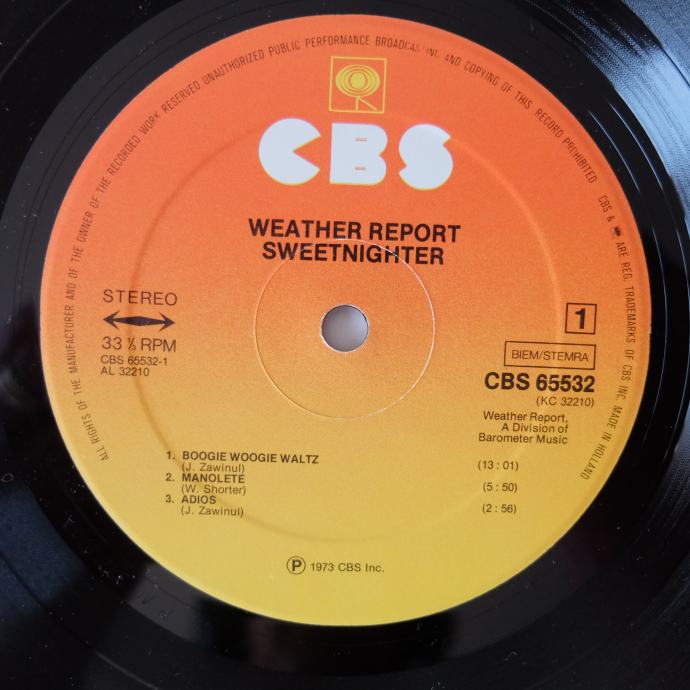 ALL RIGHTS OF THE MANUFACTURER AND OF THE OWNER OF THE RECORDED WORK RESERVED UNAUTHORIZED PUBLIC PERFORMANCE BROADCASTING AND COPYING OF THIS RECORD PROHIBITED
CBS & ARE REG. TRADEMARKS OF CBS INC. MADE IN HOLLAND
CBS
WEATHER REPORT
SWEETNIGHTER
STEREO
33 ⅓ RPM
CBS 65532-1
AL 32210
1
BIEM/STEMRA
CBS 65532
(KC 32210)
Weather Report,
A Division of
Barometer Music
1. BOOGIE WOOGIE WALTZ (13 : 01)
(J. Zawinul)
2. MANOLETE (5 : 50)
(W. Shorter)
3. ADIOS (2 : 56)
(J. Zawinul)
Ⓟ 1973 CBS Inc.